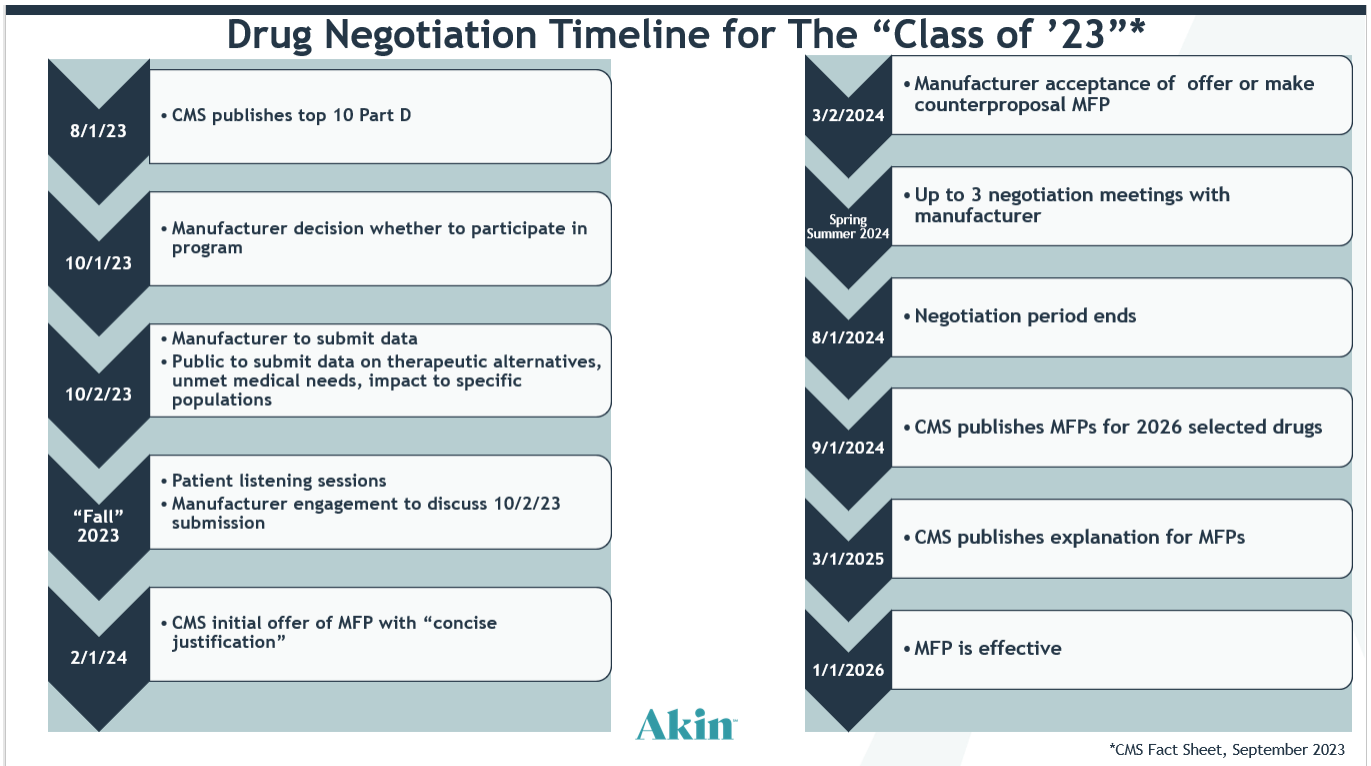 Drug Negotiation Timeline for The “Class of ’23”*
8/1/23
• CMS publishes top 10 Part D
10/1/23
• Manufacturer decision whether to participate in
program
10/2/23
• Manufacturer to submit data
• Public to submit data on therapeutic alternatives,
unmet medical needs, impact to specific
populations
“Fall”
2023
• Patient listening sessions
• Manufacturer engagement to discuss 10/2/23
submission
2/1/24
• CMS initial offer of MFP with “concise
justification”
3/2/2024
• Manufacturer acceptance of offer or make
counterproposal MFP
Spring
Summer 2024
• Up to 3 negotiation meetings with
manufacturer
8/1/2024
• Negotiation period ends
9/1/2024
• CMS publishes MFPs for 2026 selected drugs
3/1/2025
• CMS publishes explanation for MFPs
1/1/2026
• MFP is effective
Akin
*CMS Fact Sheet, September 2023